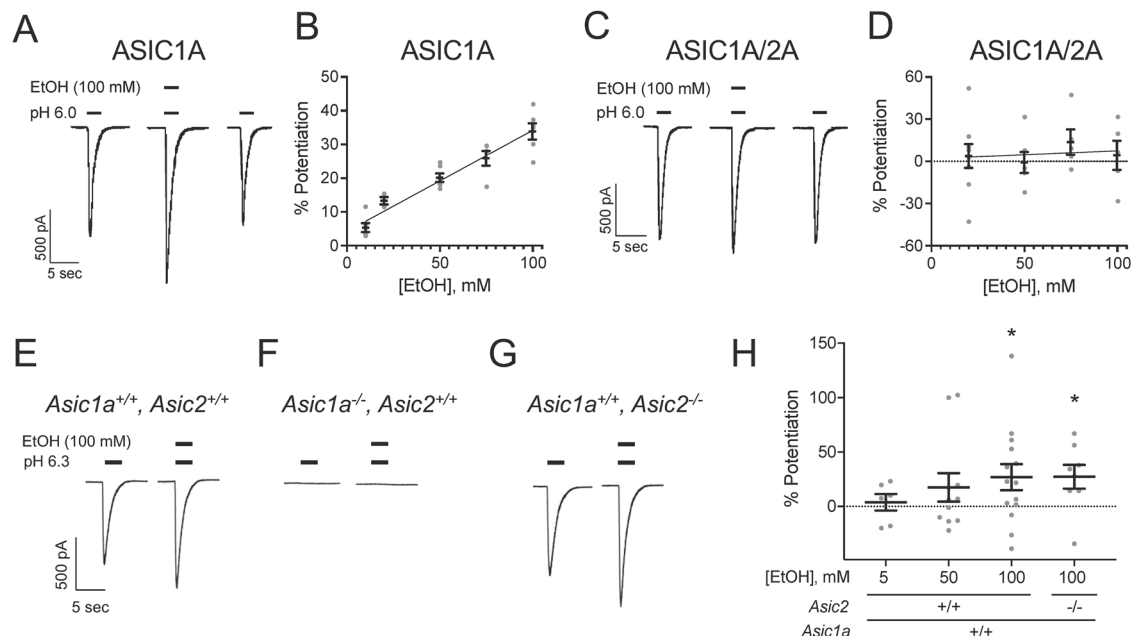 A
ASIC1A
EtOH (100 mM)
pH 6.0
500 pA
5 sec
B
ASIC1A
% Potentiation
50
40
30
20
10
0
0 50 100
[EtOH], mM
C
ASIC1A/2A
EtOH (100 mM)
pH 6.0
500 pA
5 sec
D
ASIC1A/2A
% Potentiation
60
30
0
-30
-60
0 50 100
[EtOH], mM
E
Asic1a+/+, Asic2+/+
EtOH (100 mM)
pH 6.3
500 pA
5 sec
F
Asic1a-/-, Asic2+/+
G
Asic1a+/+, Asic2-/-
H
% Potentiation
150
100
50
0
* *
[EtOH], mM 5 50 100 100
Asic2 +/+ -/-
Asic1a +/+